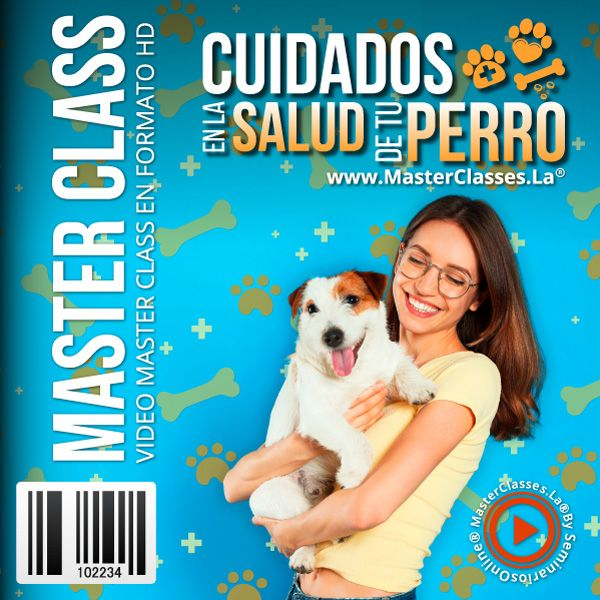 MASTER CLASS
VIDEO MASTER CLASS EN FORMATO HD
CUIDADOS
EN LA SALUD DE TU PERRO
www.MasterClasses.La®
102234
MasterClasses.La®By SeminariosOnline®